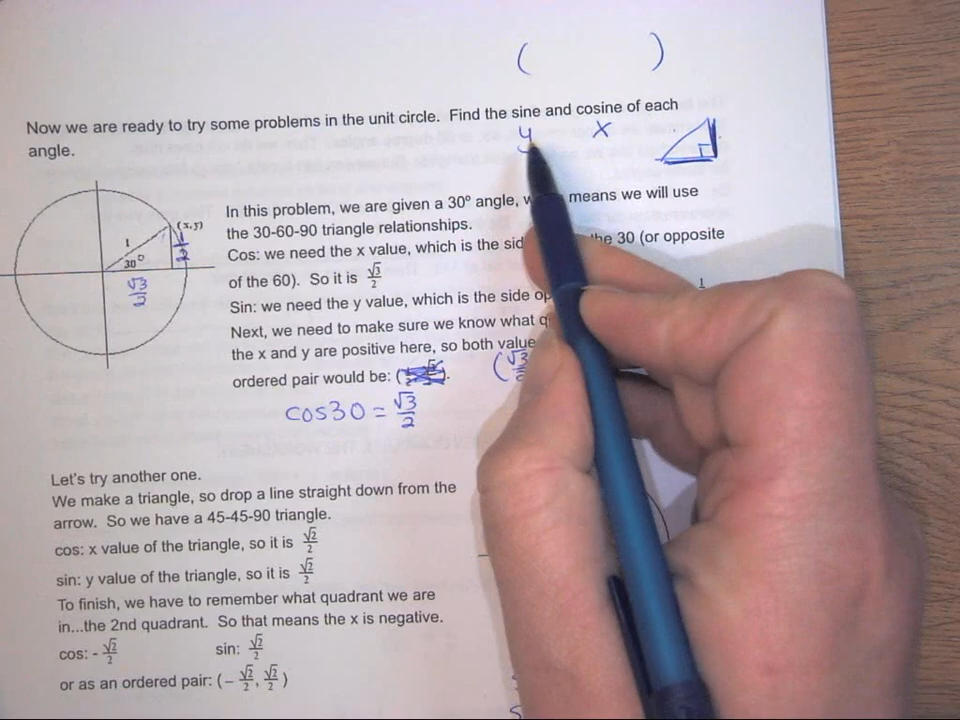 (          )
Now we are ready to try some problems in the unit circle. Find the sine and cosine of each
y x
angle.
(x,y)
1
30°
1/2
√3/2
In this problem, we are given a 30º angle, means we will use
the 30-60-90 triangle relationships.
Cos: we need the x value, which is the the 30 (or opposite
of the 60). So it is √3/2
Sin: we need the y value, which is the side
1
Next, we need to make sure we know what
the x and y are positive here, so both
ordered pair would be: ( ). (√3/2
cos30 = √3/2
Let's try another one.
We make a triangle, so drop a line straight down from the
arrow. So we have a 45-45-90 triangle.
cos: x value of the triangle, so it is √2/2
sin: y value of the triangle, so it is √2/2
To finish, we have to remember what quadrant we are
in...the 2nd quadrant. So that means the x is negative.
cos: - √2/2 sin: √2/2
or as an ordered pair: (− √2/2, √2/2)